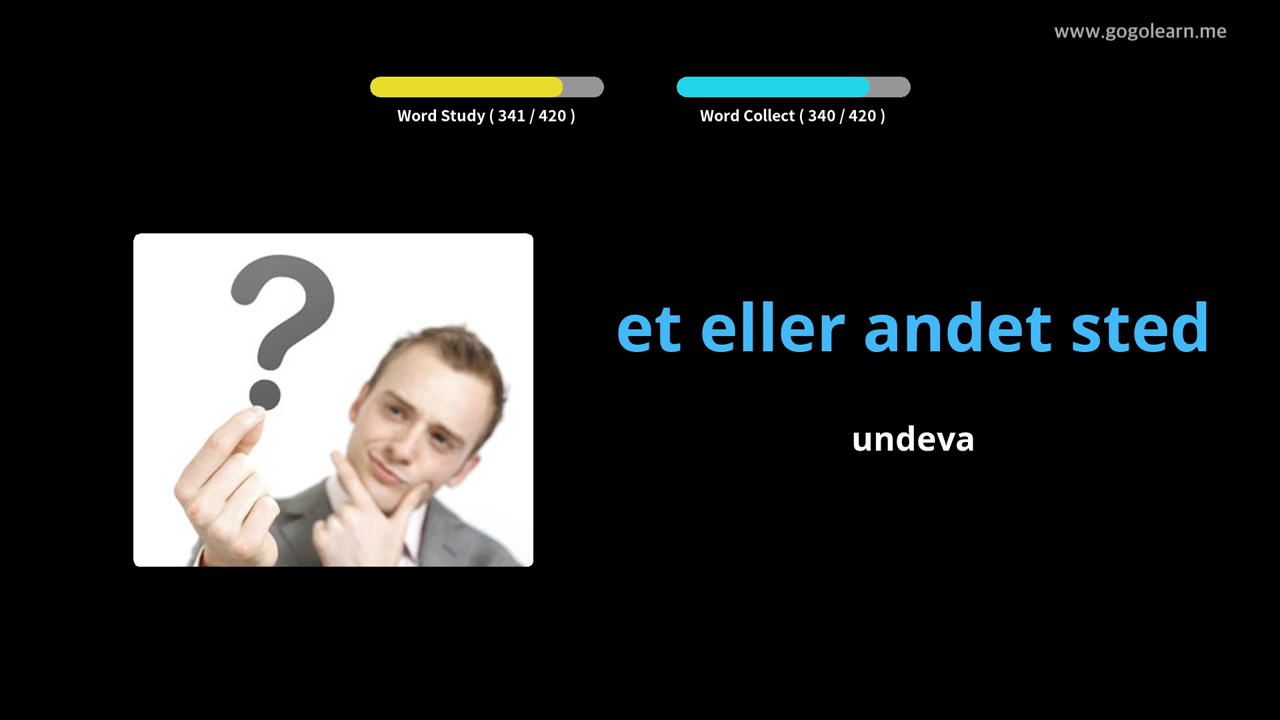 www.gogolearn.me
Word Study ( 341 / 420 )
Word Collect ( 340 / 420 )
et eller andet sted
undeva